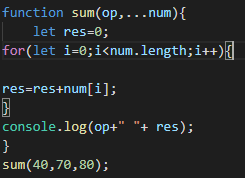 function sum(op,...num){
    let res=0;
for(let i=0;i<num.length;i++){

res=res+num[i];
}
console.log(op+" "+ res);
}
sum(40,70,80);